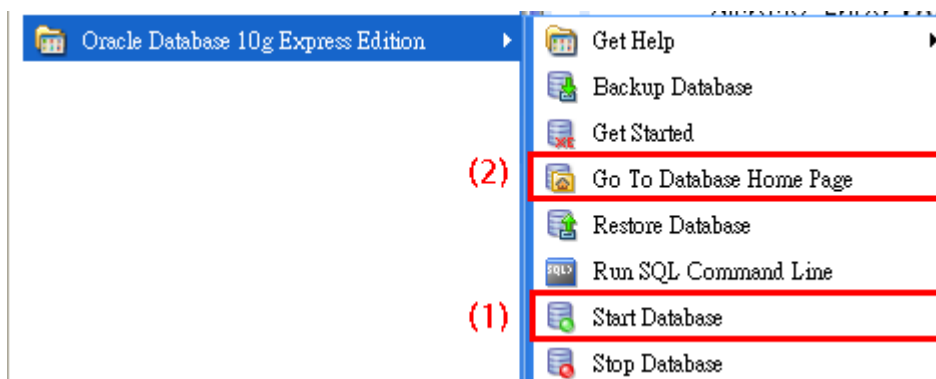 Oracle Database 10g Express Edition
Get Help
Backup Database
Get Started
(2)
Go To Database Home Page
Restore Database
Run SQL Command Line
(1)
Start Database
Stop Database